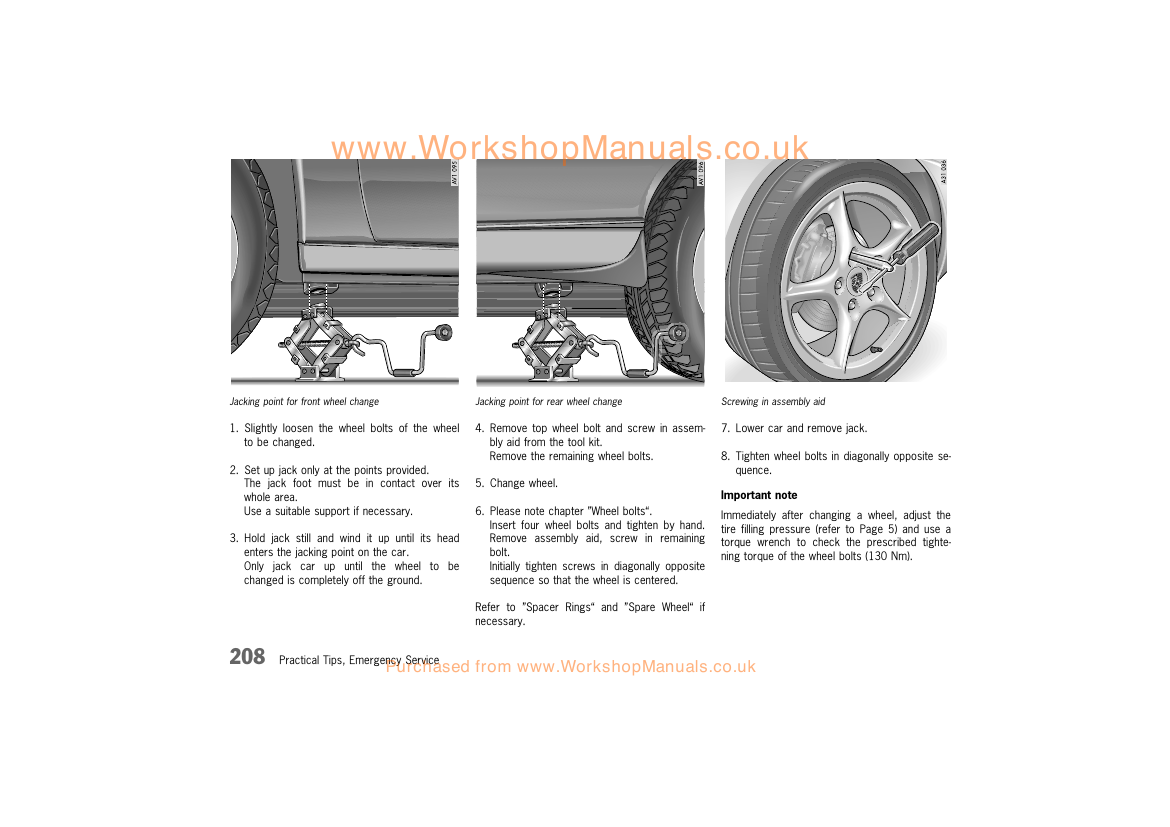 www.WorkshopManuals.co.uk
AV1 095
AV1 096
A31 036
Jacking point for front wheel change
1. Slightly loosen the wheel bolts of the wheel
to be changed.
2. Set up jack only at the points provided.
The jack foot must be in contact over its
whole area.
Use a suitable support if necessary.
3. Hold jack still and wind it up until its head
enters the jacking point on the car.
Only jack car up until the wheel to be
changed is completely off the ground.
Jacking point for rear wheel change
4. Remove top wheel bolt and screw in assem-
bly aid from the tool kit.
Remove the remaining wheel bolts.
5. Change wheel.
6. Please note chapter "Wheel bolts“.
Insert four wheel bolts and tighten by hand.
Remove assembly aid, screw in remaining
bolt.
Initially tighten screws in diagonally opposite
sequence so that the wheel is centered.
Refer to "Spacer Rings“ and "Spare Wheel“ if
necessary.
Screwing in assembly aid
7. Lower car and remove jack.
8. Tighten wheel bolts in diagonally opposite se-
quence.
Important note
Immediately after changing a wheel, adjust the
tire filling pressure (refer to Page 5) and use a
torque wrench to check the prescribed tighte-
ning torque of the wheel bolts (130 Nm).
208 Practical Tips, Emergency Service
Purchased from www.WorkshopManuals.co.uk